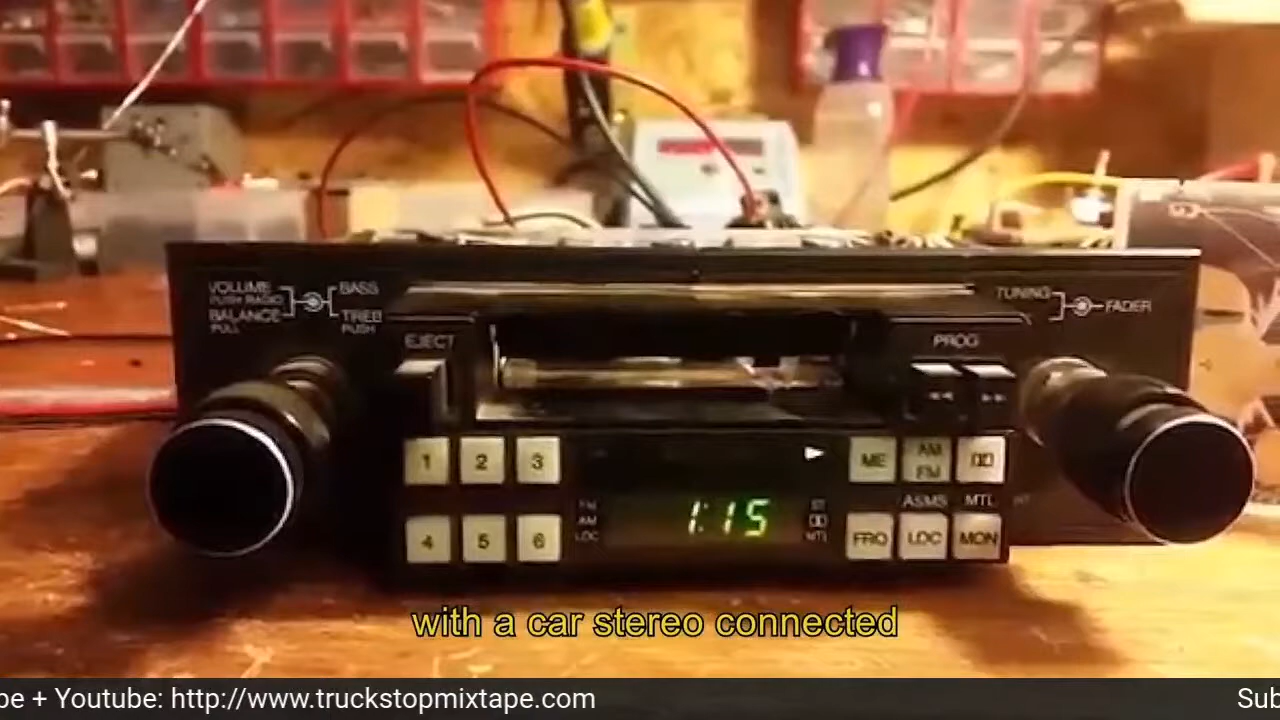 VOLUME
PUSH RADIO
BALANCE
PULL
BASS
TREB
PUSH
TUNING
FADER
EJECT
PROG
1 2 3
ME AM FM
ASMS MTL
FM
AM
LOC
1:15
ST
MTL
4 5 6
FRQ LOC MON
with a car stereo connected
be + Youtube: http://www.truckstopmixtape.com
Sub